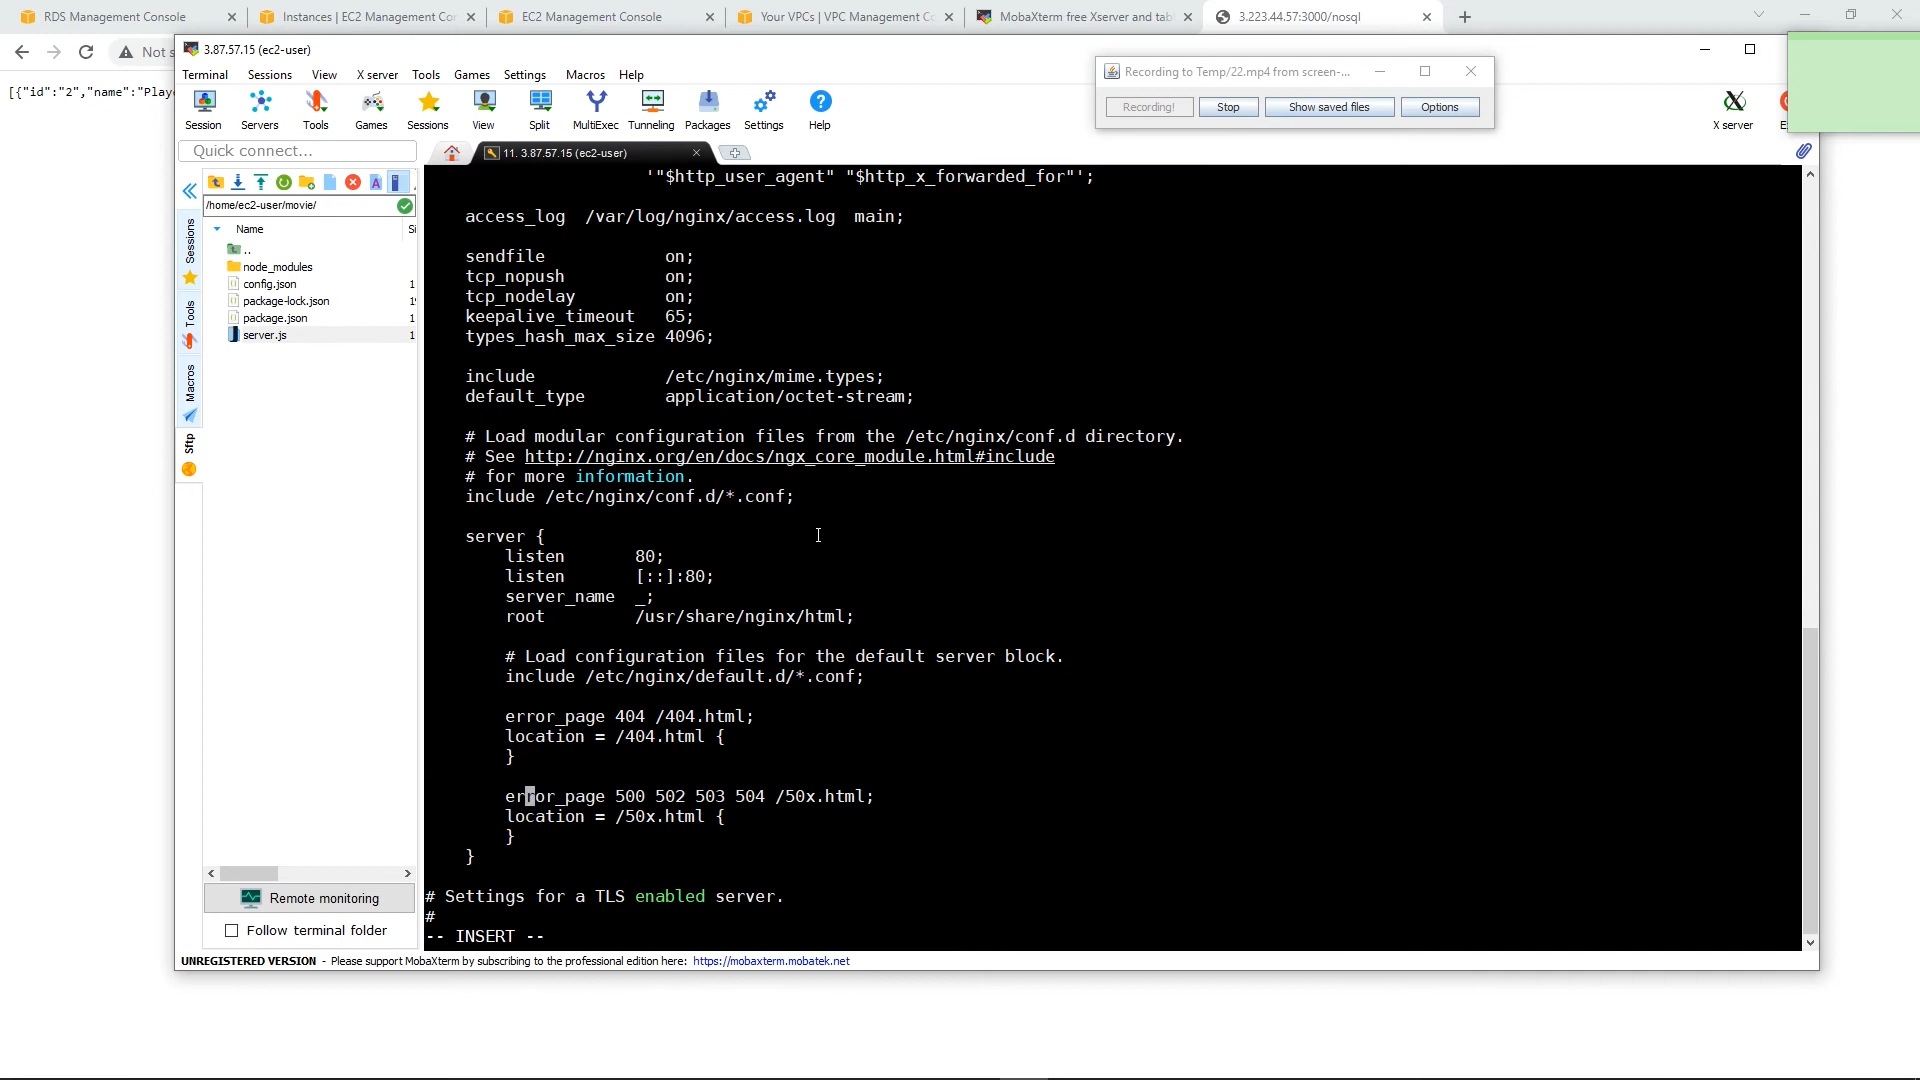 RDS Management Console
Instances | EC2 Management Con
EC2 Management Console
Your VPCs | VPC Management Co
MobaXterm free Xserver and tab
3.223.44.57:3000/nosql
Not s
[{"id":"2","name":"Playe
3.87.57.15 (ec2-user)
Terminal Sessions View X server Tools Games Settings Macros Help
Recording to Temp/22.mp4 from screen-...
Recording! Stop Show saved files Options
Session Servers Tools Games Sessions View Split MultiExec Tunneling Packages Settings Help
X server
Quick connect...
11. 3.87.57.15 (ec2-user)
/home/ec2-user/movie/
Name
Si
..
node_modules
config.json 1
package-lock.json 1
package.json 1
server.js 1
Sessions
Tools
Macros
Sftp
'"$http_user_agent" "$http_x_forwarded_for"';
access_log  /var/log/nginx/access.log  main;
sendfile            on;
tcp_nopush          on;
tcp_nodelay         on;
keepalive_timeout   65;
types_hash_max_size 4096;
include             /etc/nginx/mime.types;
default_type        application/octet-stream;
# Load modular configuration files from the /etc/nginx/conf.d directory.
# See http://nginx.org/en/docs/ngx_core_module.html#include
# for more information.
include /etc/nginx/conf.d/*.conf;
server {
listen       80;
listen       [::]:80;
server_name  _;
root         /usr/share/nginx/html;
# Load configuration files for the default server block.
include /etc/nginx/default.d/*.conf;
error_page 404 /404.html;
location = /404.html {
}
error_page 500 502 503 504 /50x.html;
location = /50x.html {
}
}
# Settings for a TLS enabled server.
#
-- INSERT --
Remote monitoring
Follow terminal folder
UNREGISTERED VERSION - Please support MobaXterm by subscribing to the professional edition here: https://mobaxterm.mobatek.net